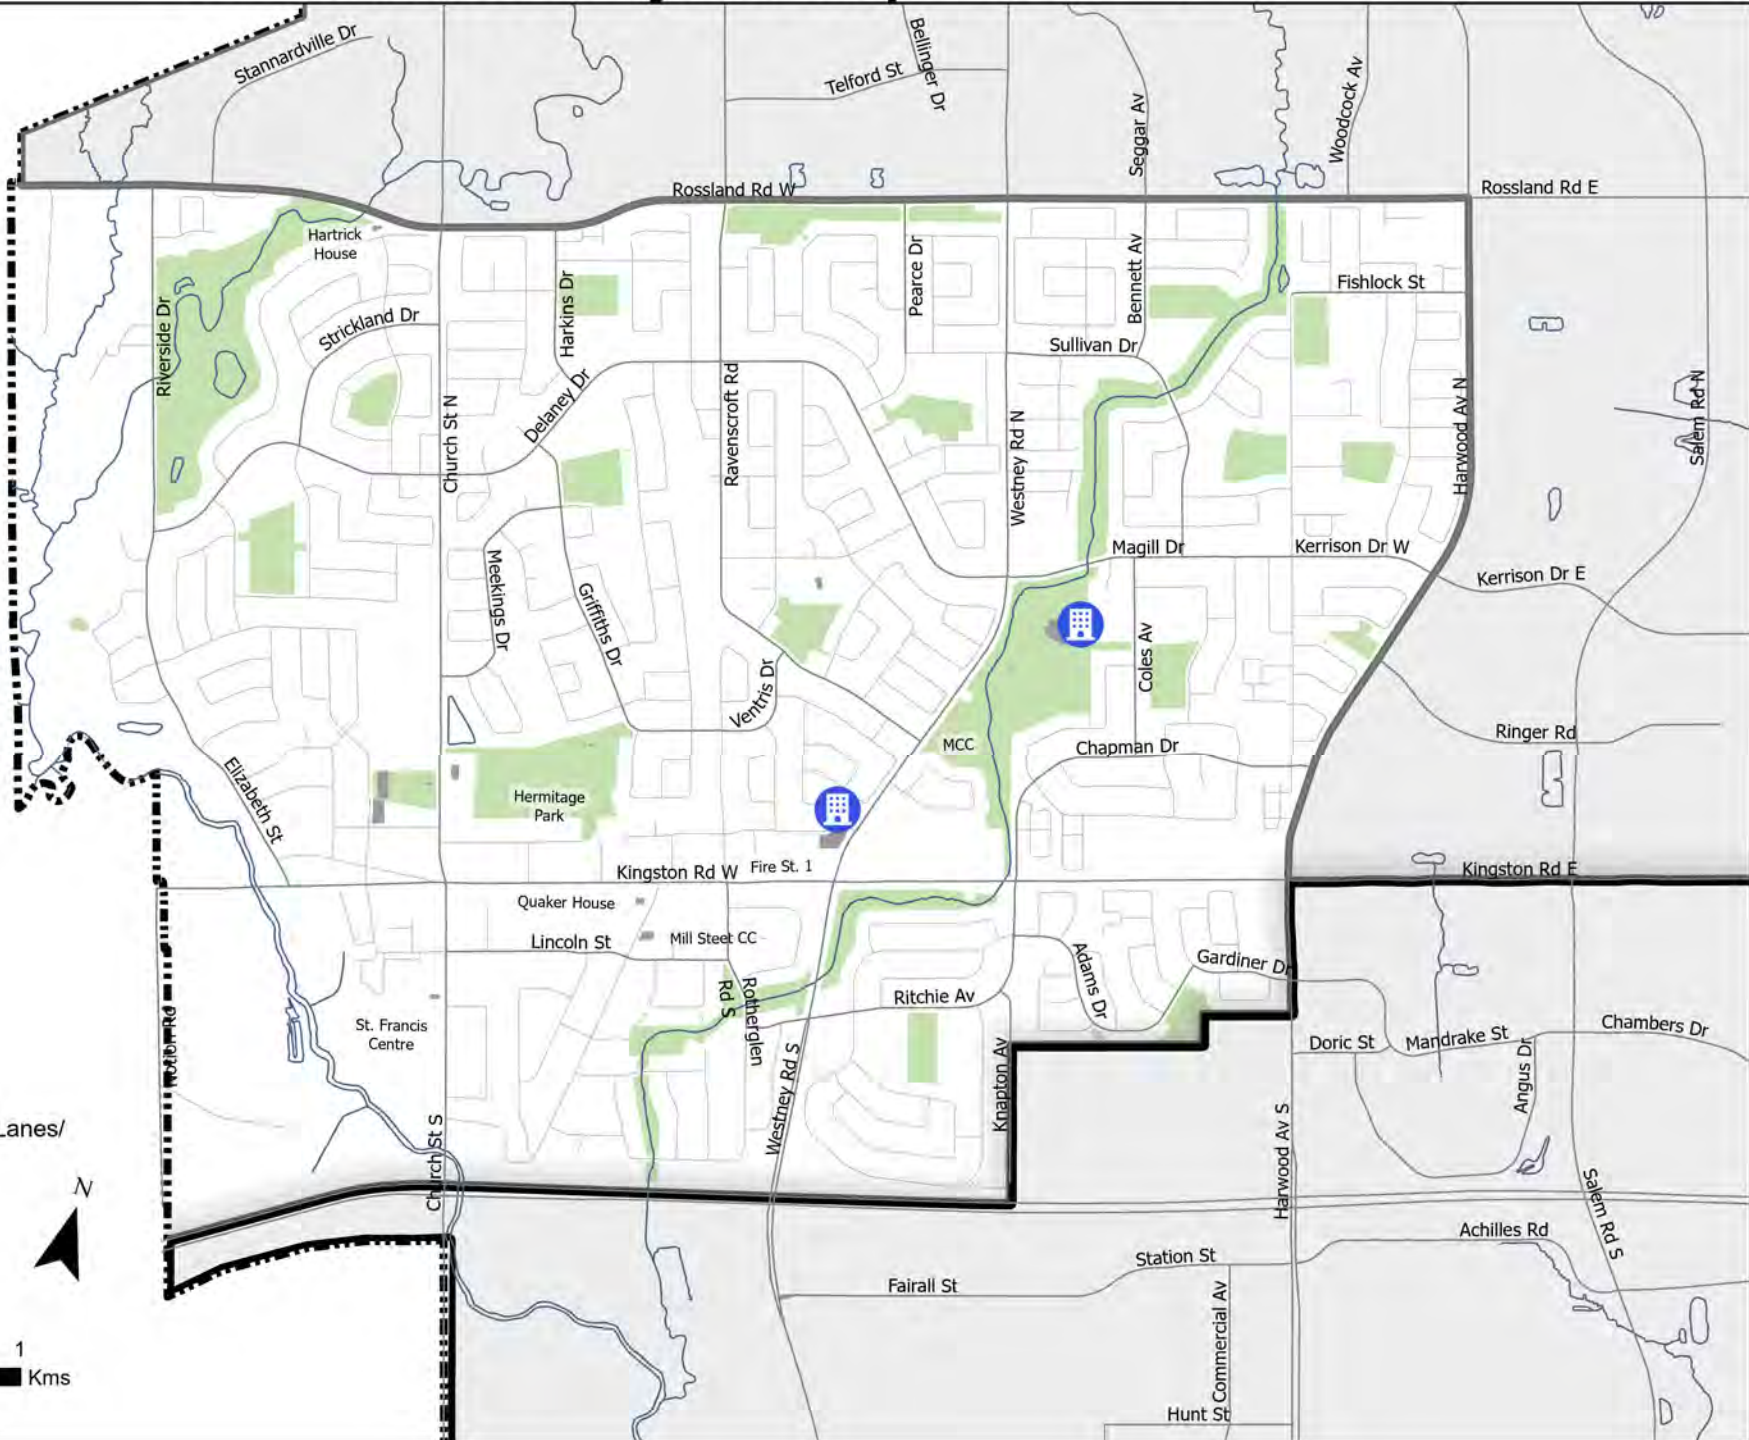 Stannardville Dr
Telford St
Bellinger Dr
Seggar Av
Woodcock Av
Rossland Rd W
Rossland Rd E
Hartrick
House
Riverside Dr
Strickland Dr
Harkins Dr
Pearce Dr
Bennett Av
Fishlock St
Sullivan Dr
Delaney Dr
Church St N
Ravenscroft Rd
Westney Rd N
Harwood Av N
Salem Rd N
Magill Dr
Kerrison Dr W
Kerrison Dr E
Meekings Dr
Griffiths Dr
Ventris Dr
Coles Av
MCC
Chapman Dr
Ringer Rd
Elizabeth St
Hermitage
Park
Kingston Rd W
Fire St. 1
Kingston Rd E
Quaker House
Lincoln St
Mill Steet CC
Rd S
Rotherglen
Ritchie Av
Adams Dr
Gardiner Dr
St. Francis
Centre
Notion Rd
Doric St
Mandrake St
Chambers Dr
Angus Dr
Westney Rd S
Knapton Av
Church St S
Harwood Av S
Salem Rd S
Lanes/
N
Achilles Rd
Station St
Fairall St
Commercial Av
Hunt St
1
Kms